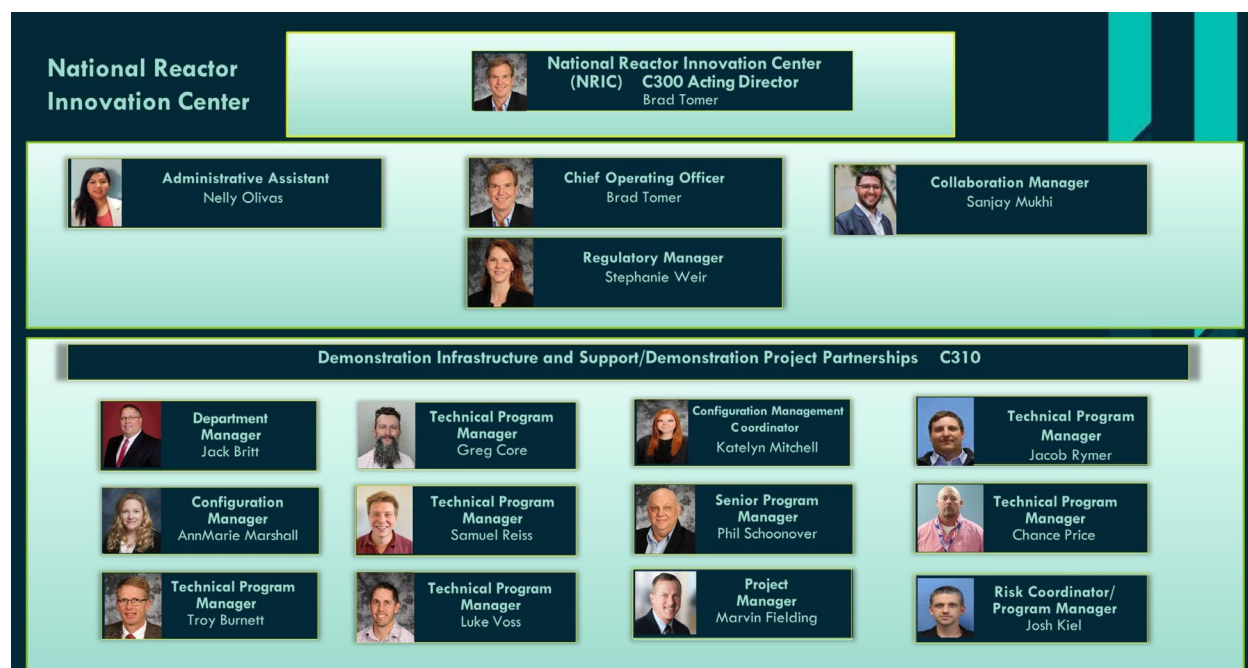 National Reactor
Innovation Center
National Reactor Innovation Center
(NRIC) C300 Acting Director
Brad Tomer
Administrative Assistant
Nelly Olivas
Chief Operating Officer
Brad Tomer
Collaboration Manager
Sanjay Mukhi
Regulatory Manager
Stephanie Weir
Demonstration Infrastructure and Support/Demonstration Project Partnerships C310
Department
Manager
Jack Britt
Technical Program
Manager
Greg Core
Configuration Management
Coordinator
Katelyn Mitchell
Technical Program
Manager
Jacob Rymer
Configuration
Manager
AnnMarie Marshall
Technical Program
Manager
Samuel Reiss
Senior Program
Manager
Phil Schoonover
Technical Program
Manager
Chance Price
Technical Program
Manager
Troy Burnett
Technical Program
Manager
Luke Voss
Project
Manager
Marvin Fielding
Risk Coordinator/
Program Manager
Josh Kiel